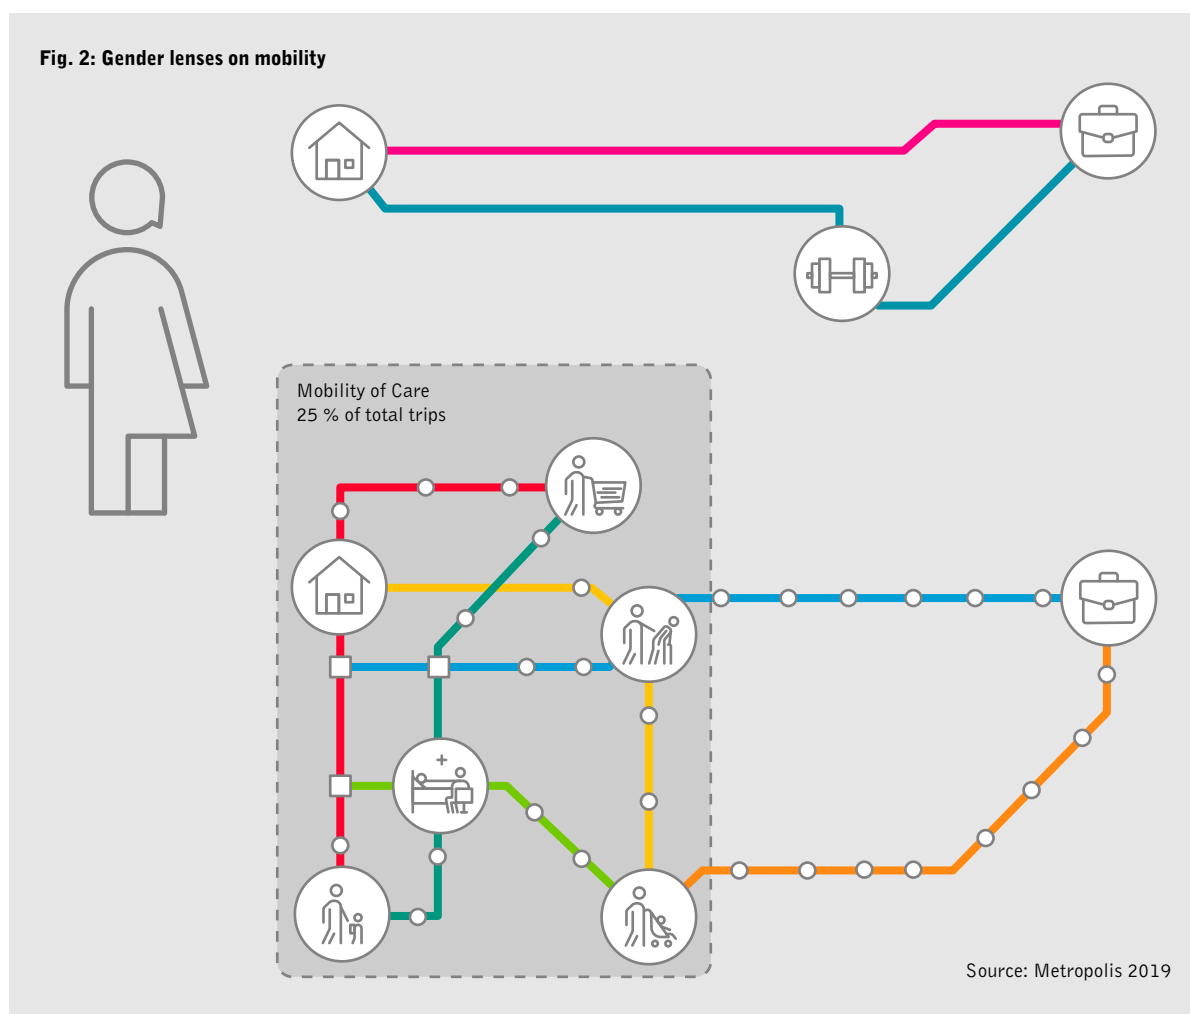 Fig. 2: Gender lenses on mobility
Mobility of Care
25 % of total trips
Source: Metropolis 2019